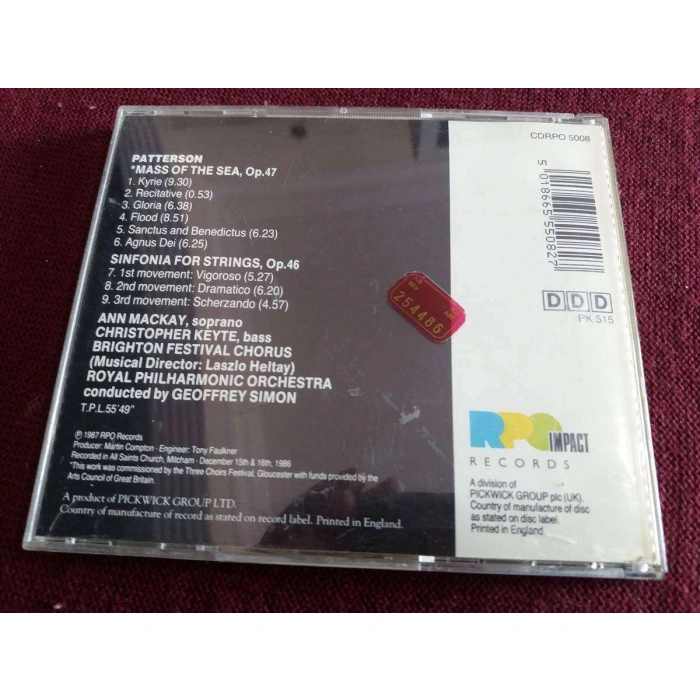 PATTERSON
*MASS OF THE SEA, Op.47
1. Kyrie (9.30)
2. Recitative (0.53)
3. Gloria (6.38)
4. Flood (8.51)
5. Sanctus and Benedictus (6.23)
6. Agnus Dei (6.25)
SINFONIA FOR STRINGS, Op.46
7. 1st movement: Vigoroso (5.27)
8. 2nd movement: Dramatico (6.20)
9. 3rd movement: Scherzando (4.57)
ANN MACKAY, soprano
CHRISTOPHER KEYTE, bass
BRIGHTON FESTIVAL CHORUS
(Musical Director: Laszlo Heltay)
ROYAL PHILHARMONIC ORCHESTRA
conducted by GEOFFREY SIMON
T.P.L. 55'49"
℗ 1987 RPO Records
Producer: Martin Compton · Engineer: Tony Faulkner
Recorded in All Saints Church, Mitcham · December 15th & 16th, 1986
*This work was commissioned by the Three Choirs Festival, Gloucester with funds provided by the
Arts Council of Great Britain.
A product of PICKWICK GROUP LTD.
Country of manufacture of record as stated on record label. Printed in England.
254486
CDRPO 5008
5 018665 550827
DDD
PK 515
RPO IMPACT
RECORDS
A division of
PICKWICK GROUP plc (UK).
Country of manufacture of disc
as stated on disc label.
Printed in England.